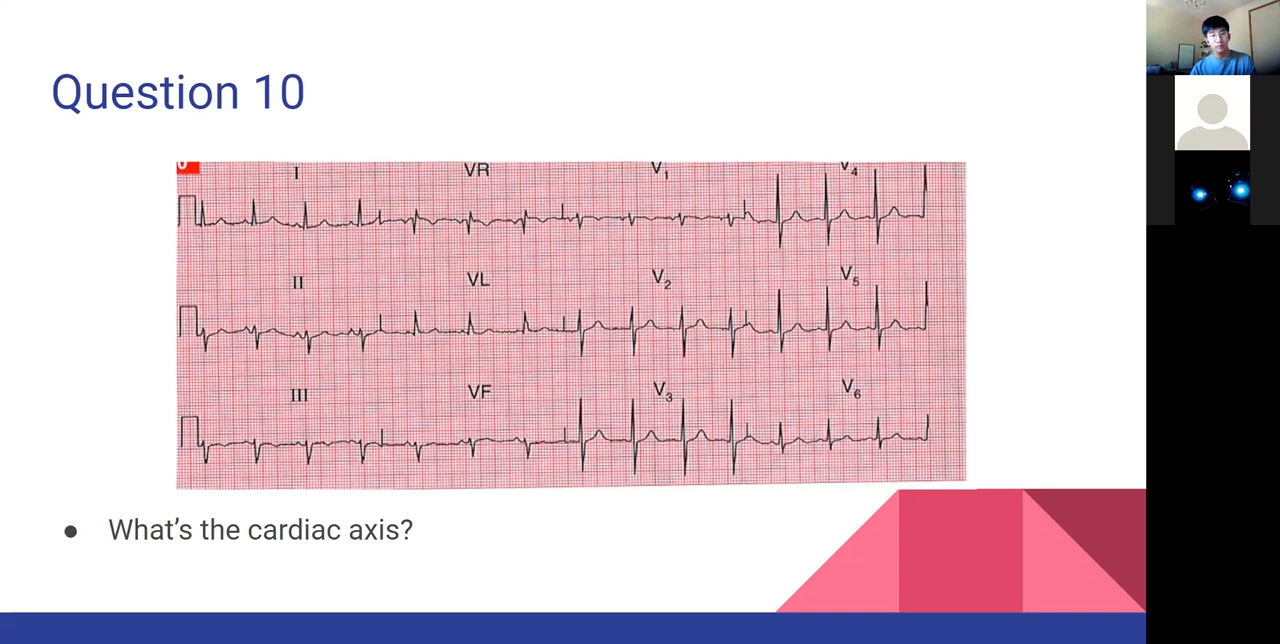 Question 10
I VR V1 V4
II VL V2 V5
III VF V3 V6
● What's the cardiac axis?